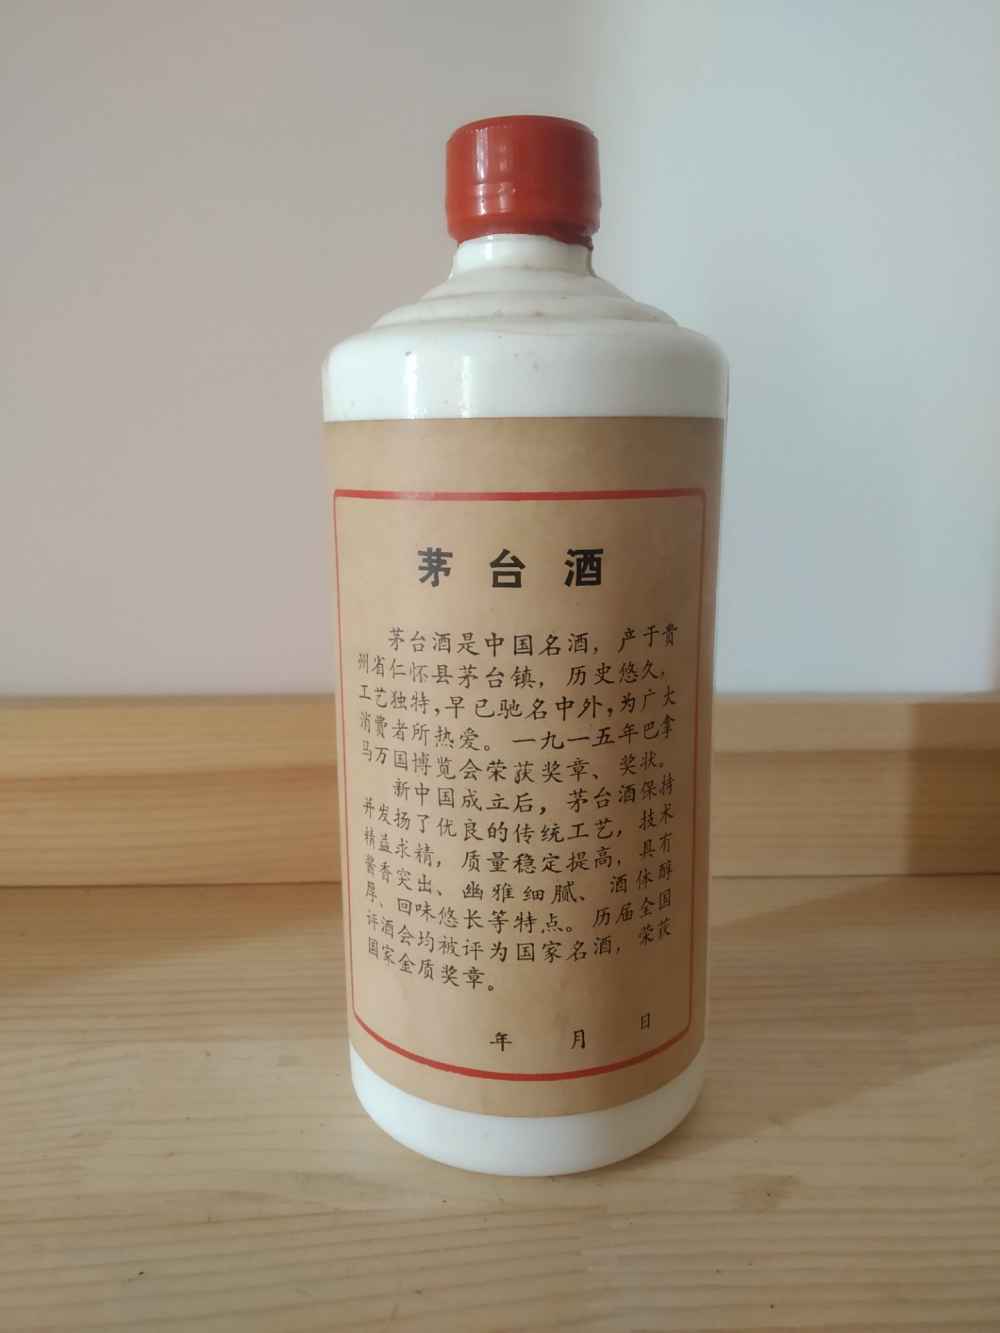 茅台酒
茅台酒是中国名酒，产于贵
州省仁怀县茅台镇，历史悠久，
工艺独特，早已驰名中外，为广大
消费者所热爱。一九一五年巴拿
马万国博览会荣获奖章、奖状。
新中国成立后，茅台酒保持
并发扬了优良的传统工艺，技术
精益求精，质量稳定提高，具有
酱香突出、幽雅细腻、酒体醇
厚、回味悠长等特点。历届全国
评酒会均被评为国家名酒，荣获
国家金质奖章。
年 月 日